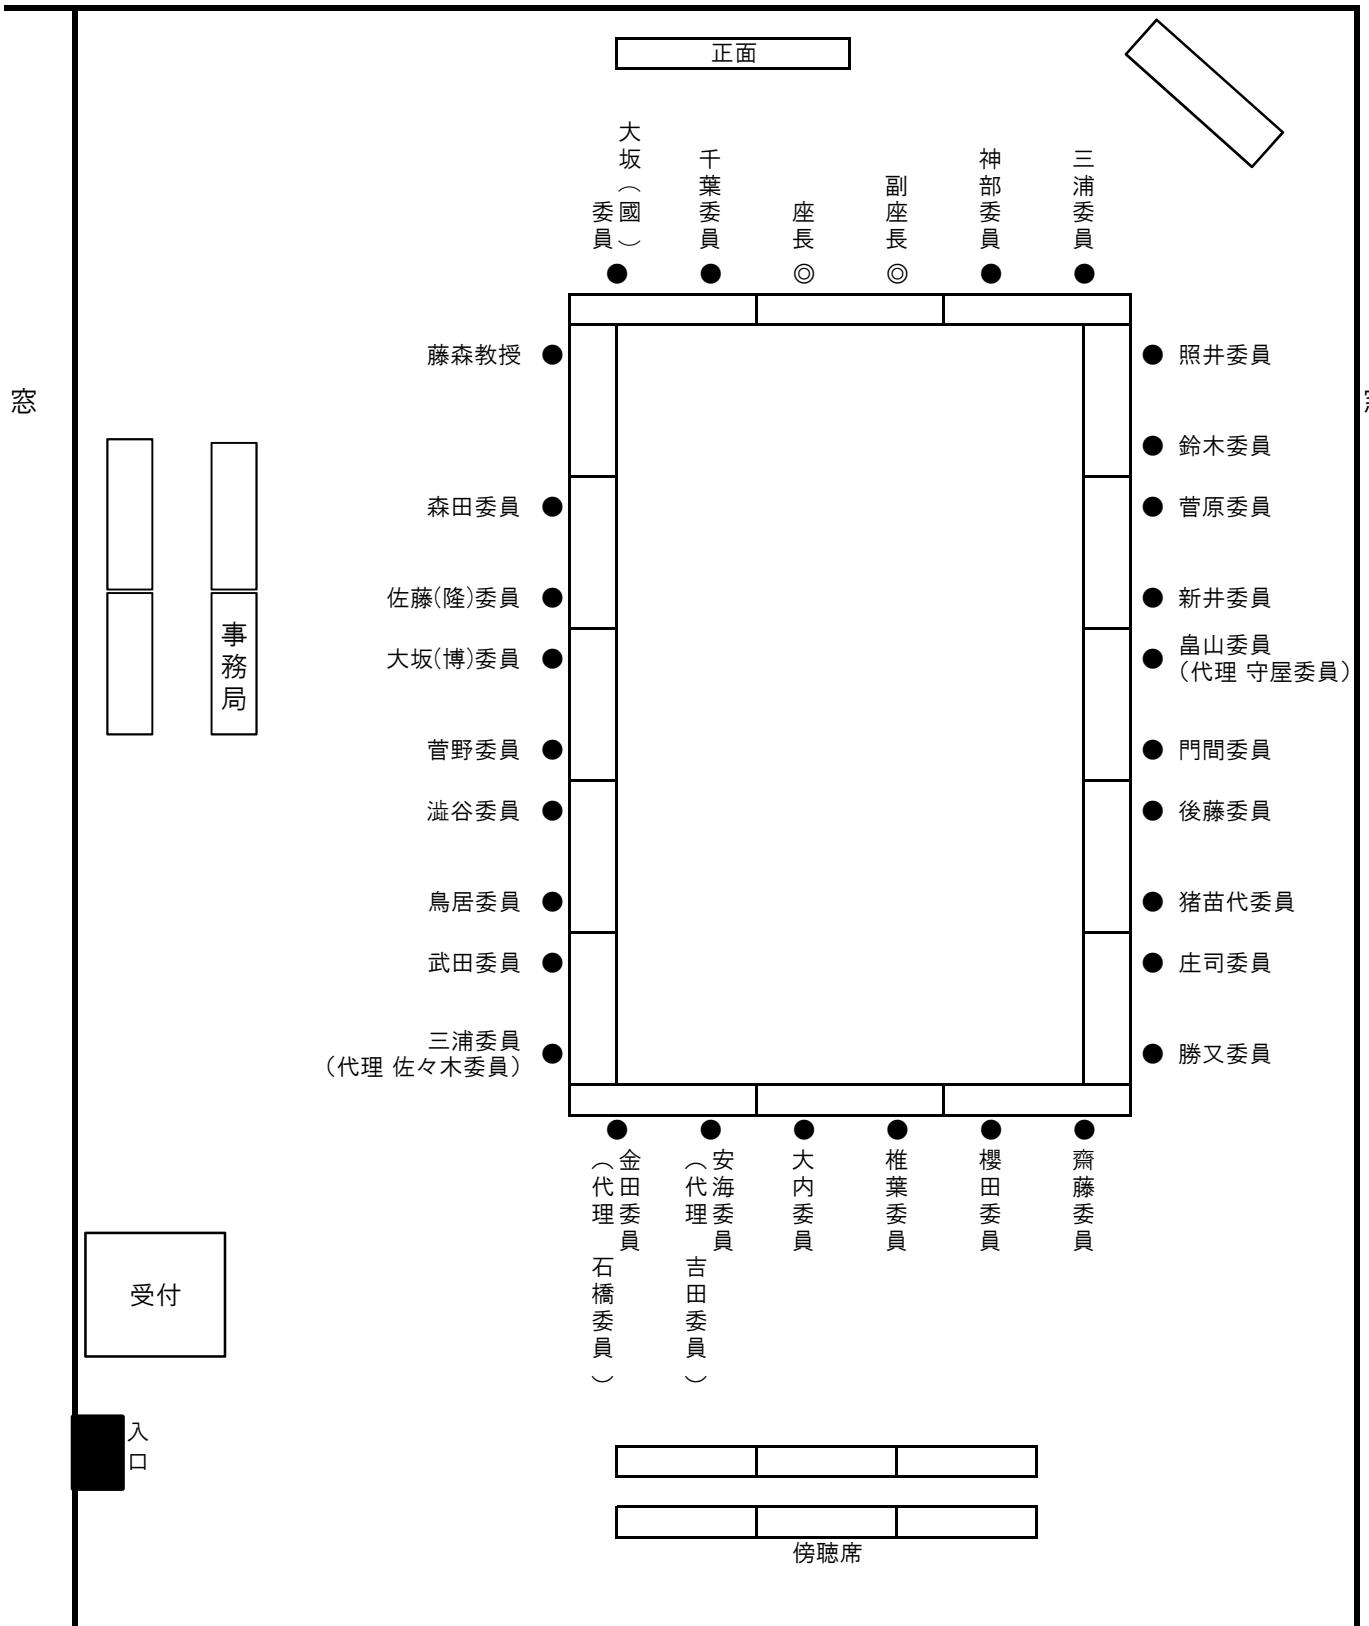 正面
大坂（國）
委員
千葉委員
座長
副座長
神部委員
三浦委員
◎
◎
藤森教授
照井委員
窓
鈴木委員
森田委員
菅原委員
佐藤(隆)委員
新井委員
事務局
大坂(博)委員
畠山委員
（代理 守屋委員）
菅野委員
門間委員
澁谷委員
後藤委員
鳥居委員
猪苗代委員
武田委員
庄司委員
三浦委員
（代理 佐々木委員）
勝又委員
金田委員
（代理 石橋委員）
安海委員
（代理 吉田委員）
大内委員
椎葉委員
櫻田委員
齋藤委員
受付
入口
傍聴席